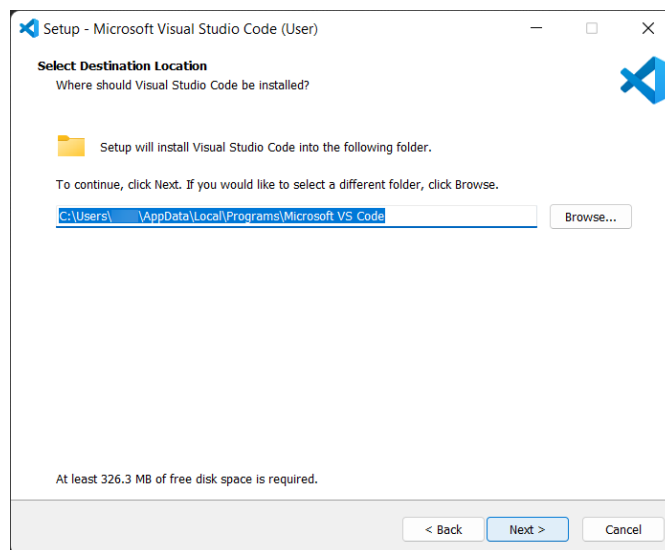 Setup - Microsoft Visual Studio Code (User)
Select Destination Location
Where should Visual Studio Code be installed?
Setup will install Visual Studio Code into the following folder.
To continue, click Next. If you would like to select a different folder, click Browse.
C:\Users\ \AppData\Local\Programs\Microsoft VS Code
Browse...
At least 326.3 MB of free disk space is required.
< Back
Next >
Cancel